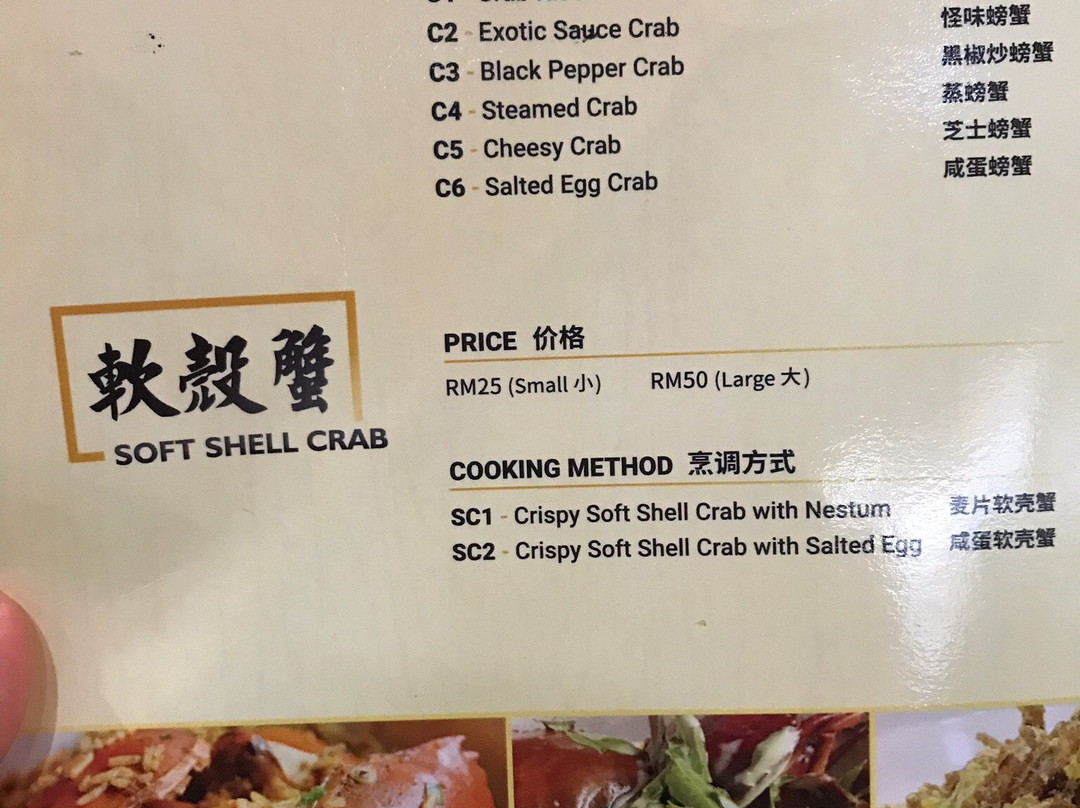 C2 - Exotic Sauce Crab 怪味螃蟹
C3 - Black Pepper Crab 黑椒炒螃蟹
C4 - Steamed Crab 蒸螃蟹
C5 - Cheesy Crab 芝士螃蟹
C6 - Salted Egg Crab 咸蛋螃蟹
軟殼蟹
SOFT SHELL CRAB
PRICE 价格
RM25 (Small 小) RM50 (Large 大)
COOKING METHOD 烹调方式
SC1 - Crispy Soft Shell Crab with Nestum 麦片软壳蟹
SC2 - Crispy Soft Shell Crab with Salted Egg 咸蛋软壳蟹